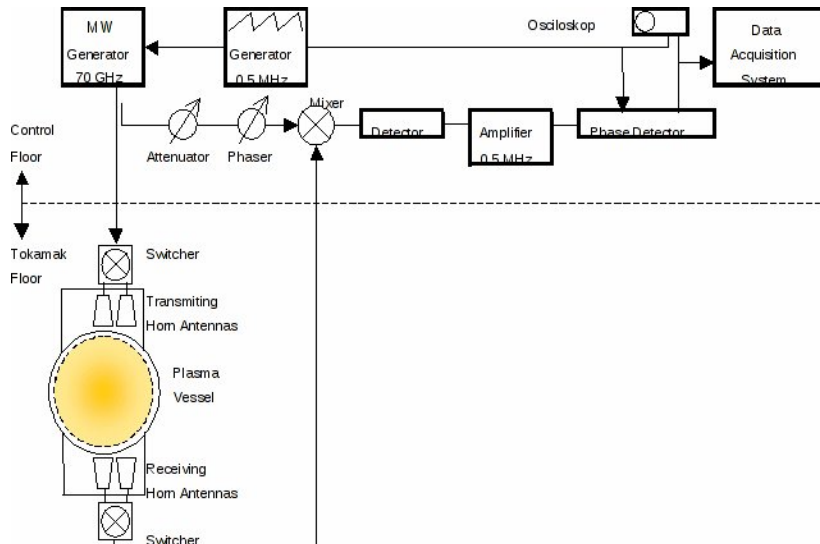 MW
Generator
70 GHz
Generator
0.5 MHz
Osciloskop
Data
Acquisition
System
Mixer
Attenuator
Phaser
Detector
Amplifier
0.5 MHz
Phase Detector
Control
Floor
Tokamak
Floor
Switcher
Transmiting
Horn Antennas
Plasma
Vessel
Receiving
Horn Antennas
Switcher